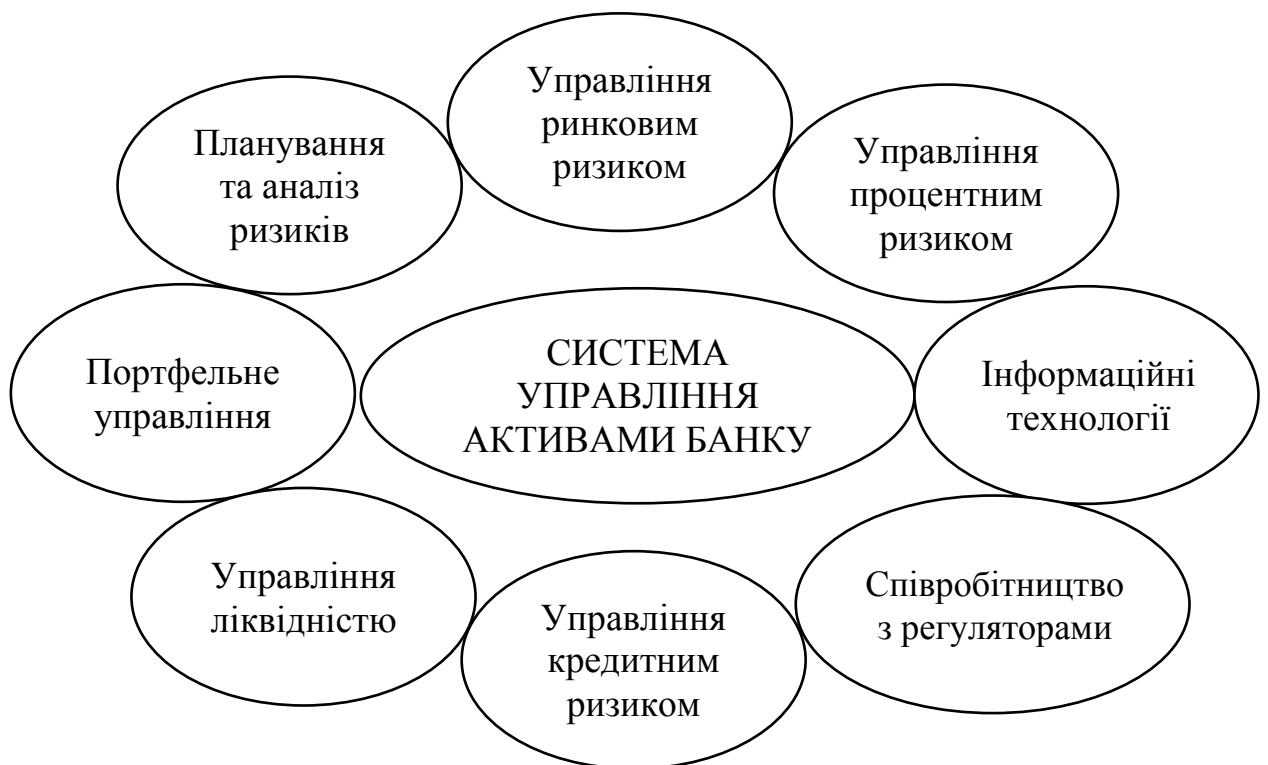 Управління
ринковим
ризиком
Планування
та аналіз
ризиків
Управління
процентним
ризиком
СИСТЕМА
УПРАВЛІННЯ
АКТИВАМИ БАНКУ
Портфельне
управління
Інформаційні
технології
Управління
ліквідністю
Управління
кредитним
ризиком
Співробітництво
з регуляторами